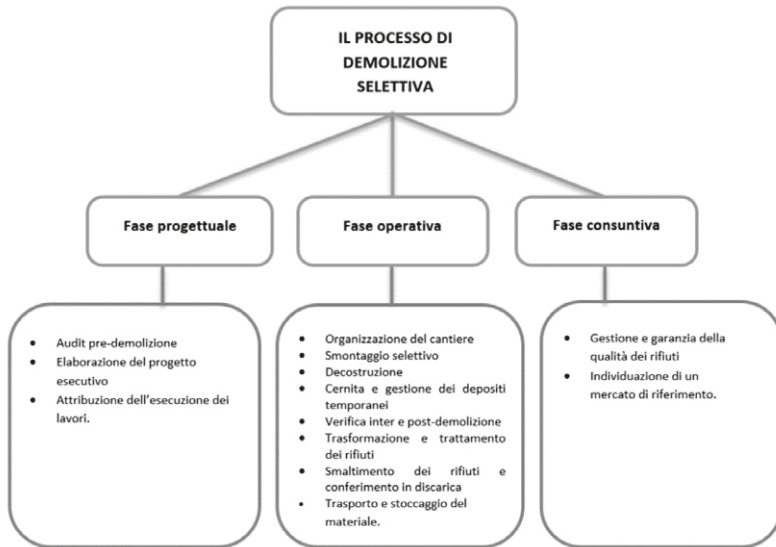 IL PROCESSO DI
DEMOLIZIONE
SELETTIVA
Fase progettuale
Fase operativa
Fase consuntiva
• Audit pre-demolizione
• Elaborazione del progetto
esecutivo
• Attribuzione dell'esecuzione dei
lavori.
• Organizzazione del cantiere
• Smontaggio selettivo
• Decostruzione
• Cernita e gestione dei depositi
temporanei
• Verifica inter e post-demolizione
• Trasformazione e trattamento
dei rifiuti
• Smaltimento dei rifiuti e
conferimento in discarica
• Trasporto e stoccaggio del
materiale.
• Gestione e garanzia della
qualità dei rifiuti
• Individuazione di un
mercato di riferimento.